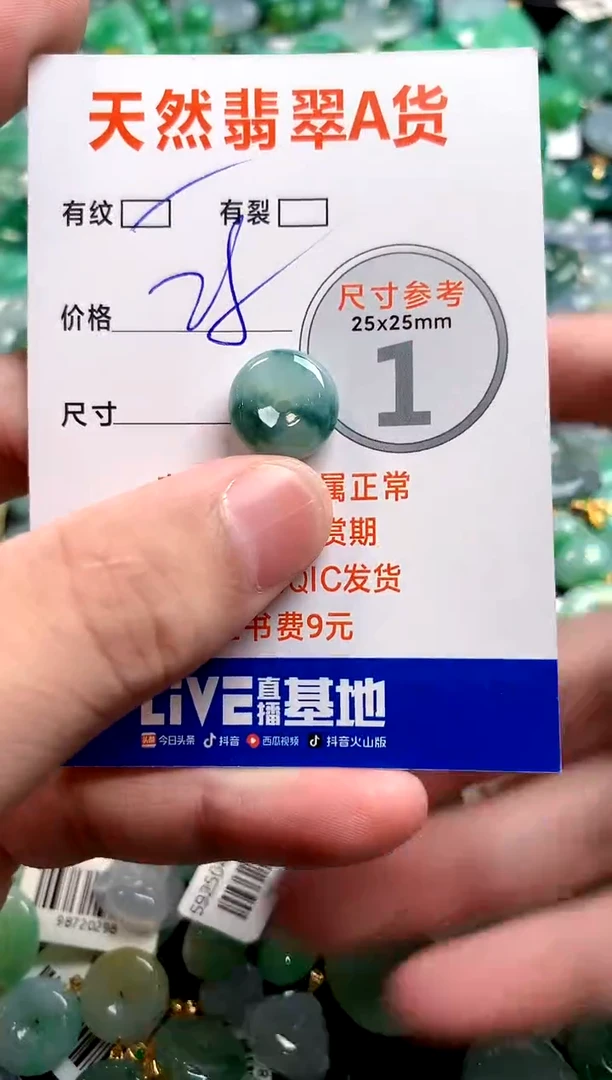 天然翡翠A货
有纹 有裂
价格
尺寸参考
25x25mm
1
尺寸
属正常
赏期
QIC发货
书费9元
LIVE直播基地
今日头条 抖音 西瓜视频 抖音火山版
98720298